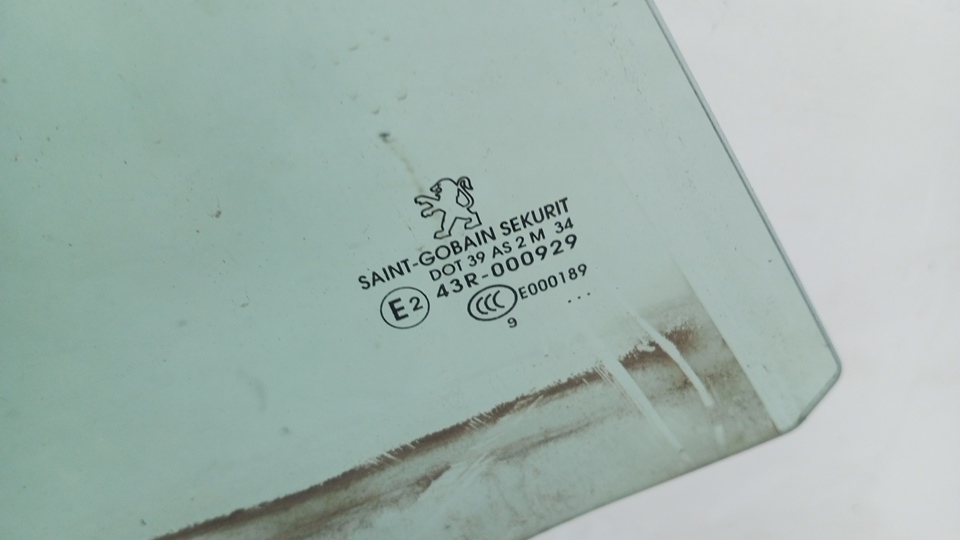 SAINT-GOBAIN SEKURIT
DOT 39 AS 2 M 34
E2 43R-000929
CCC E000189
9 ...